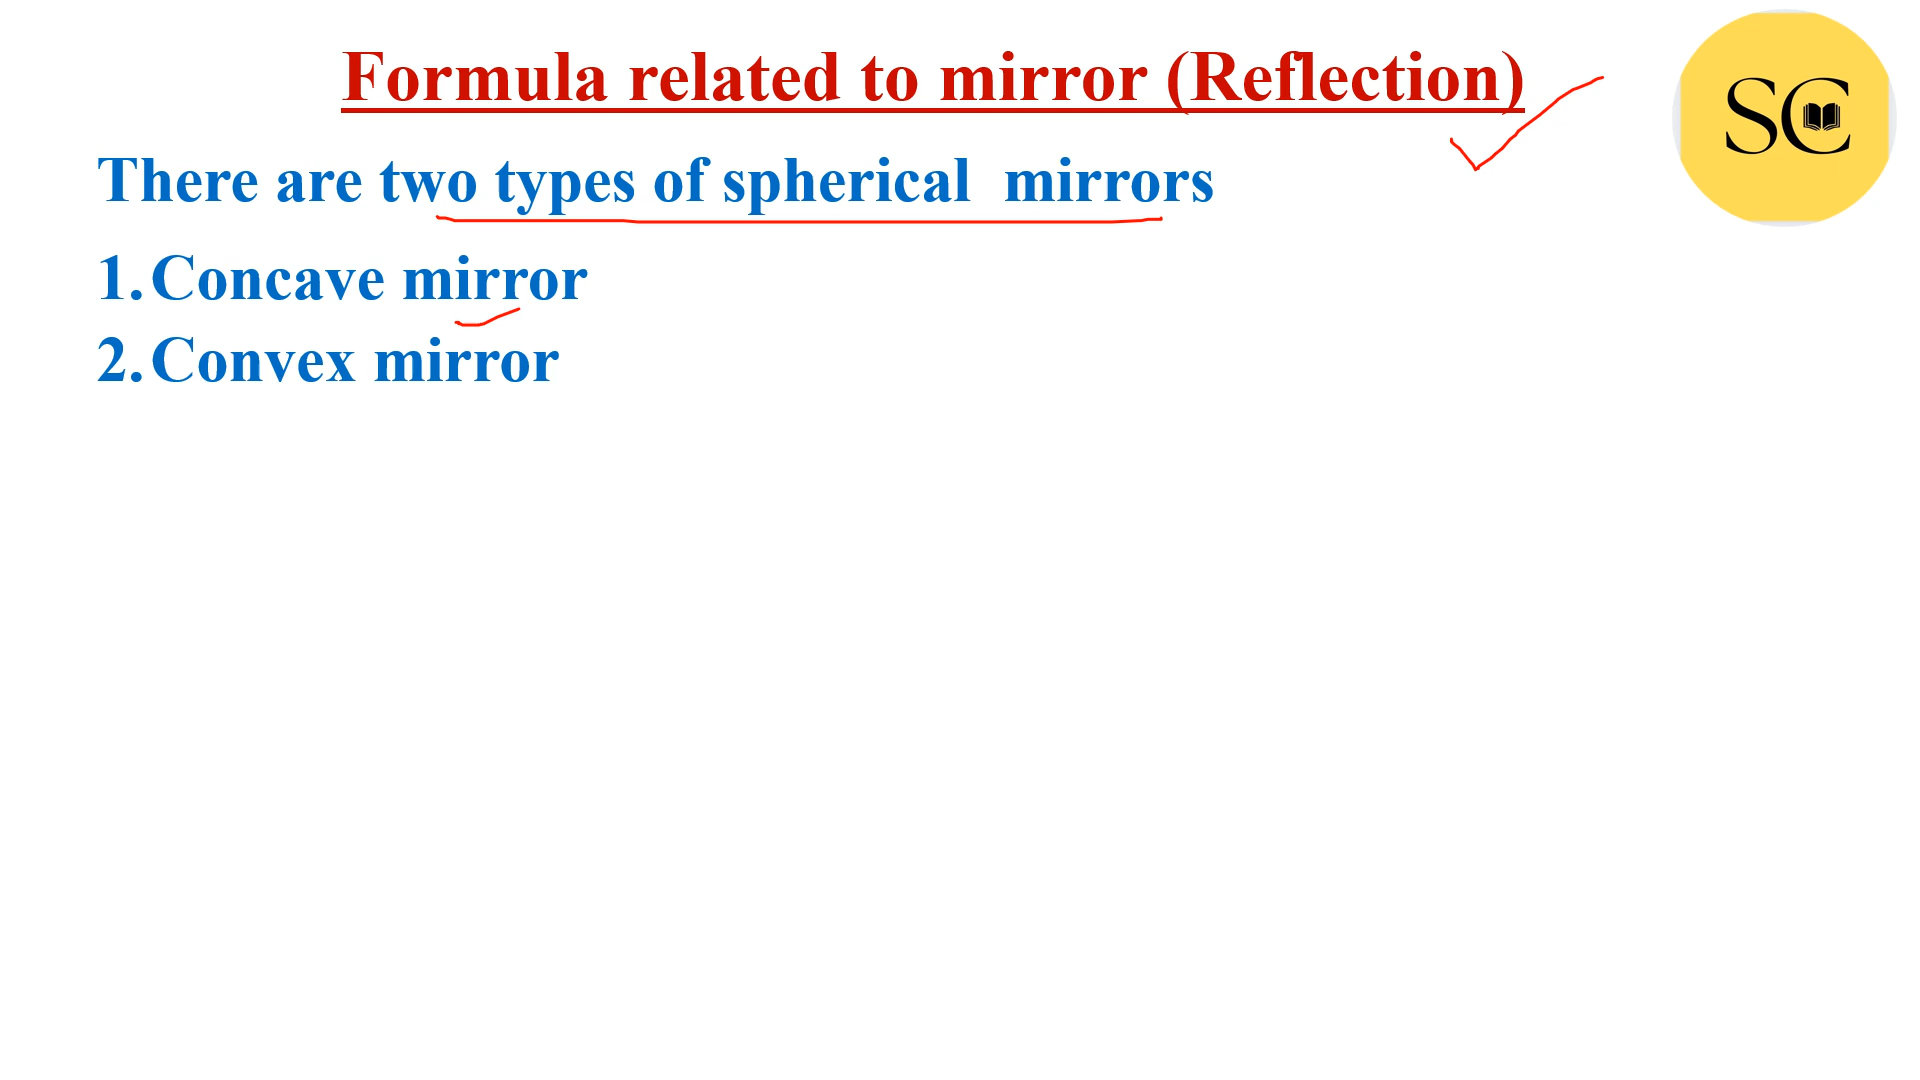 Formula related to mirror (Reflection)
SC
There are two types of spherical mirrors
1. Concave mirror
2. Convex mirror